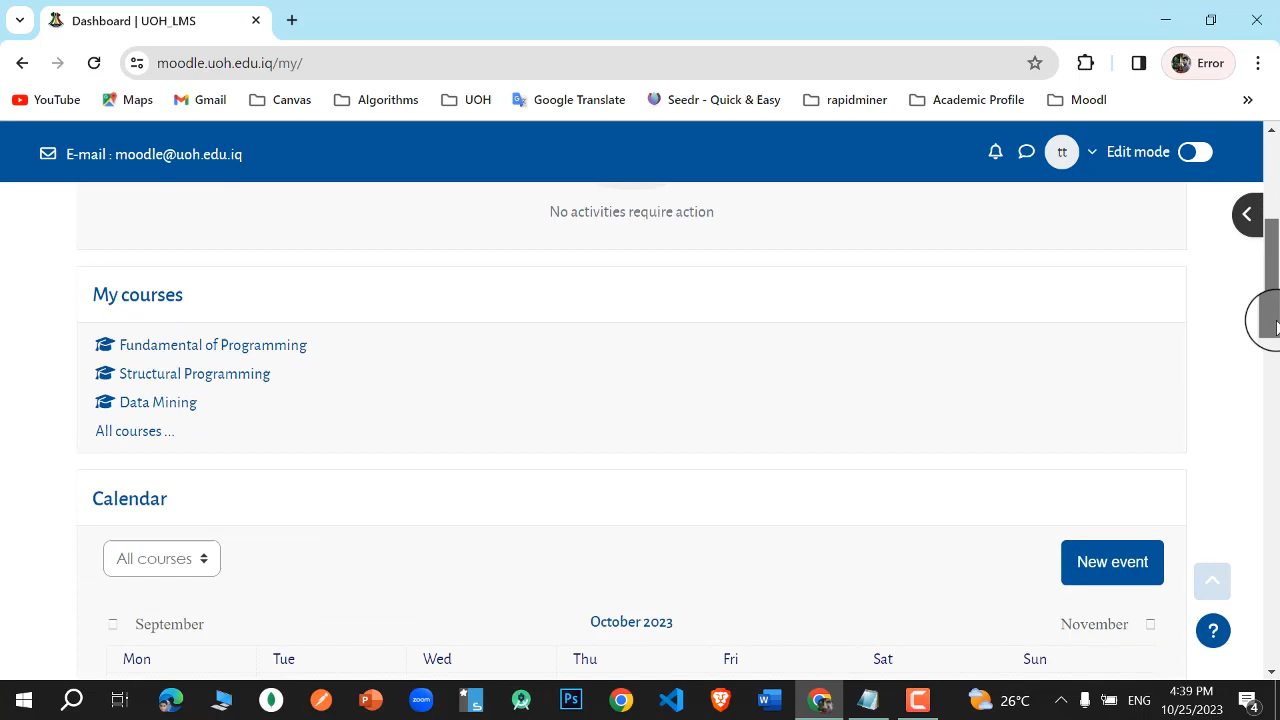 Dashboard | UOH_LMS
moodle.uoh.edu.iq/my/
Error
YouTube
Maps
Gmail
Canvas
Algorithms
UOH
Google Translate
Seedr - Quick & Easy
rapidminer
Academic Profile
Moodl
E-mail : moodle@uoh.edu.iq
tt
Edit mode
No activities require action
My courses
Fundamental of Programming
Structural Programming
Data Mining
All courses ...
Calendar
All courses
New event
September
October 2023
November
Mon
Tue
Wed
Thu
Fri
Sat
Sun
?
zoom
Ps
26°C
ENG
4:39 PM
10/25/2023
4